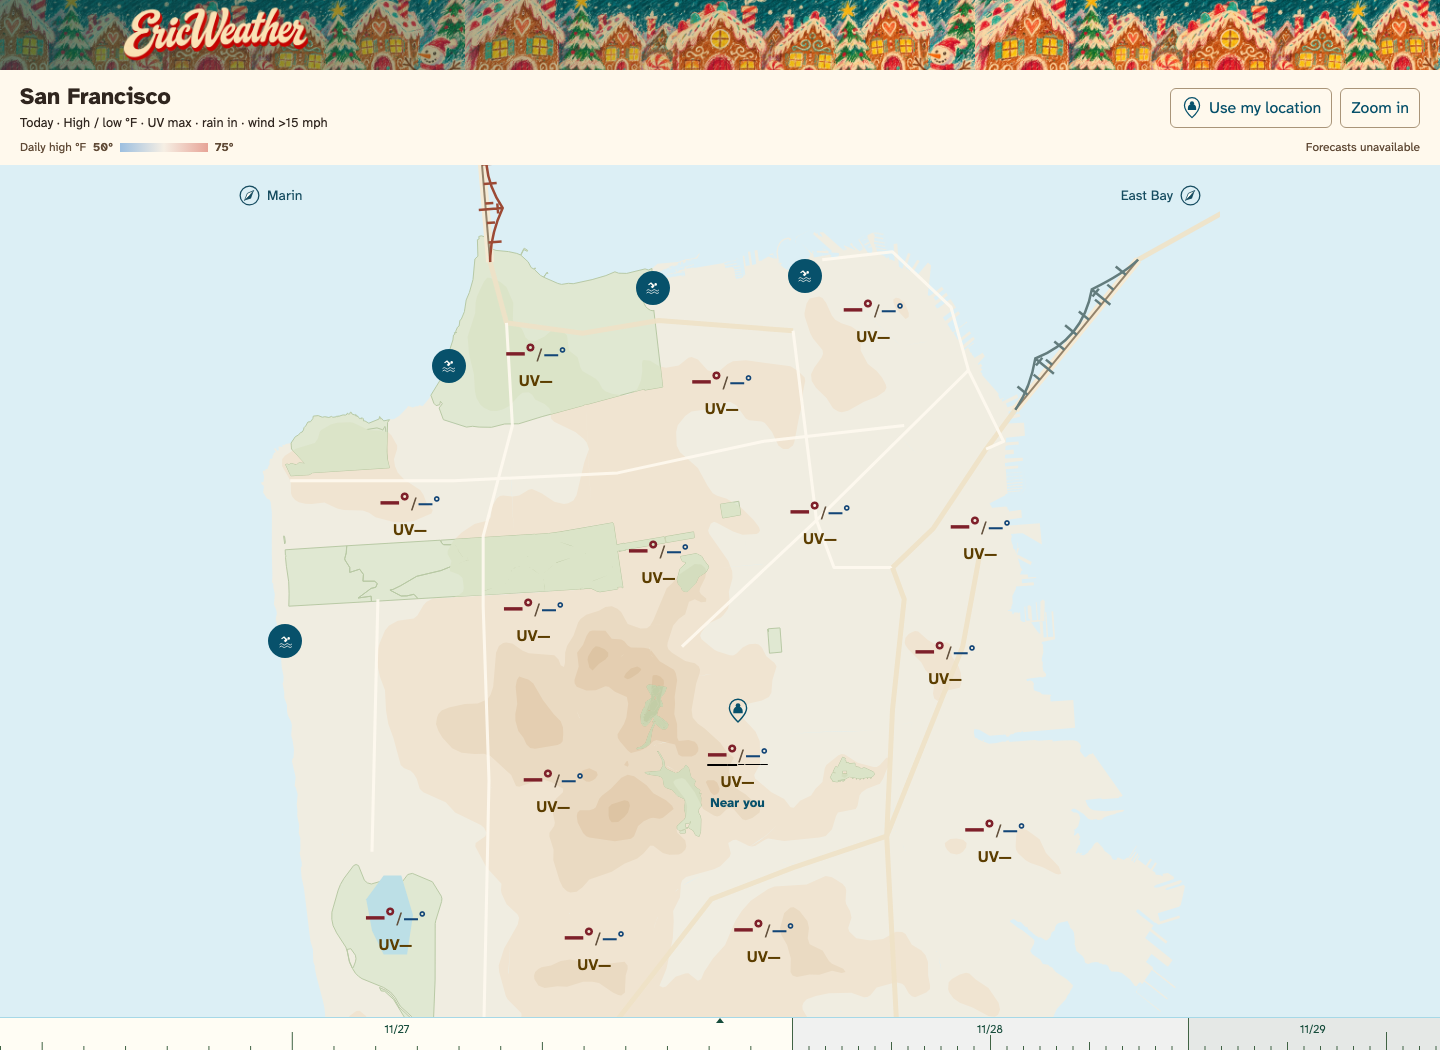 EricWeather
San Francisco
Today · High / low °F · UV max · rain in · wind >15 mph
Daily high °F 50° 75°
Use my location
Zoom in
Forecasts unavailable
Marin
East Bay
—°/—°
UV—
—°/—°
UV—
—°/—°
UV—
—°/—°
UV—
—°/—°
UV—
—°/—°
UV—
—°/—°
UV—
—°/—°
UV—
—°/—°
UV—
—°/—°
UV—
Near you
—°/—°
UV—
—°/—°
UV—
—°/—°
UV—
—°/—°
UV—
—°/—°
UV—
11/27
11/28
11/29